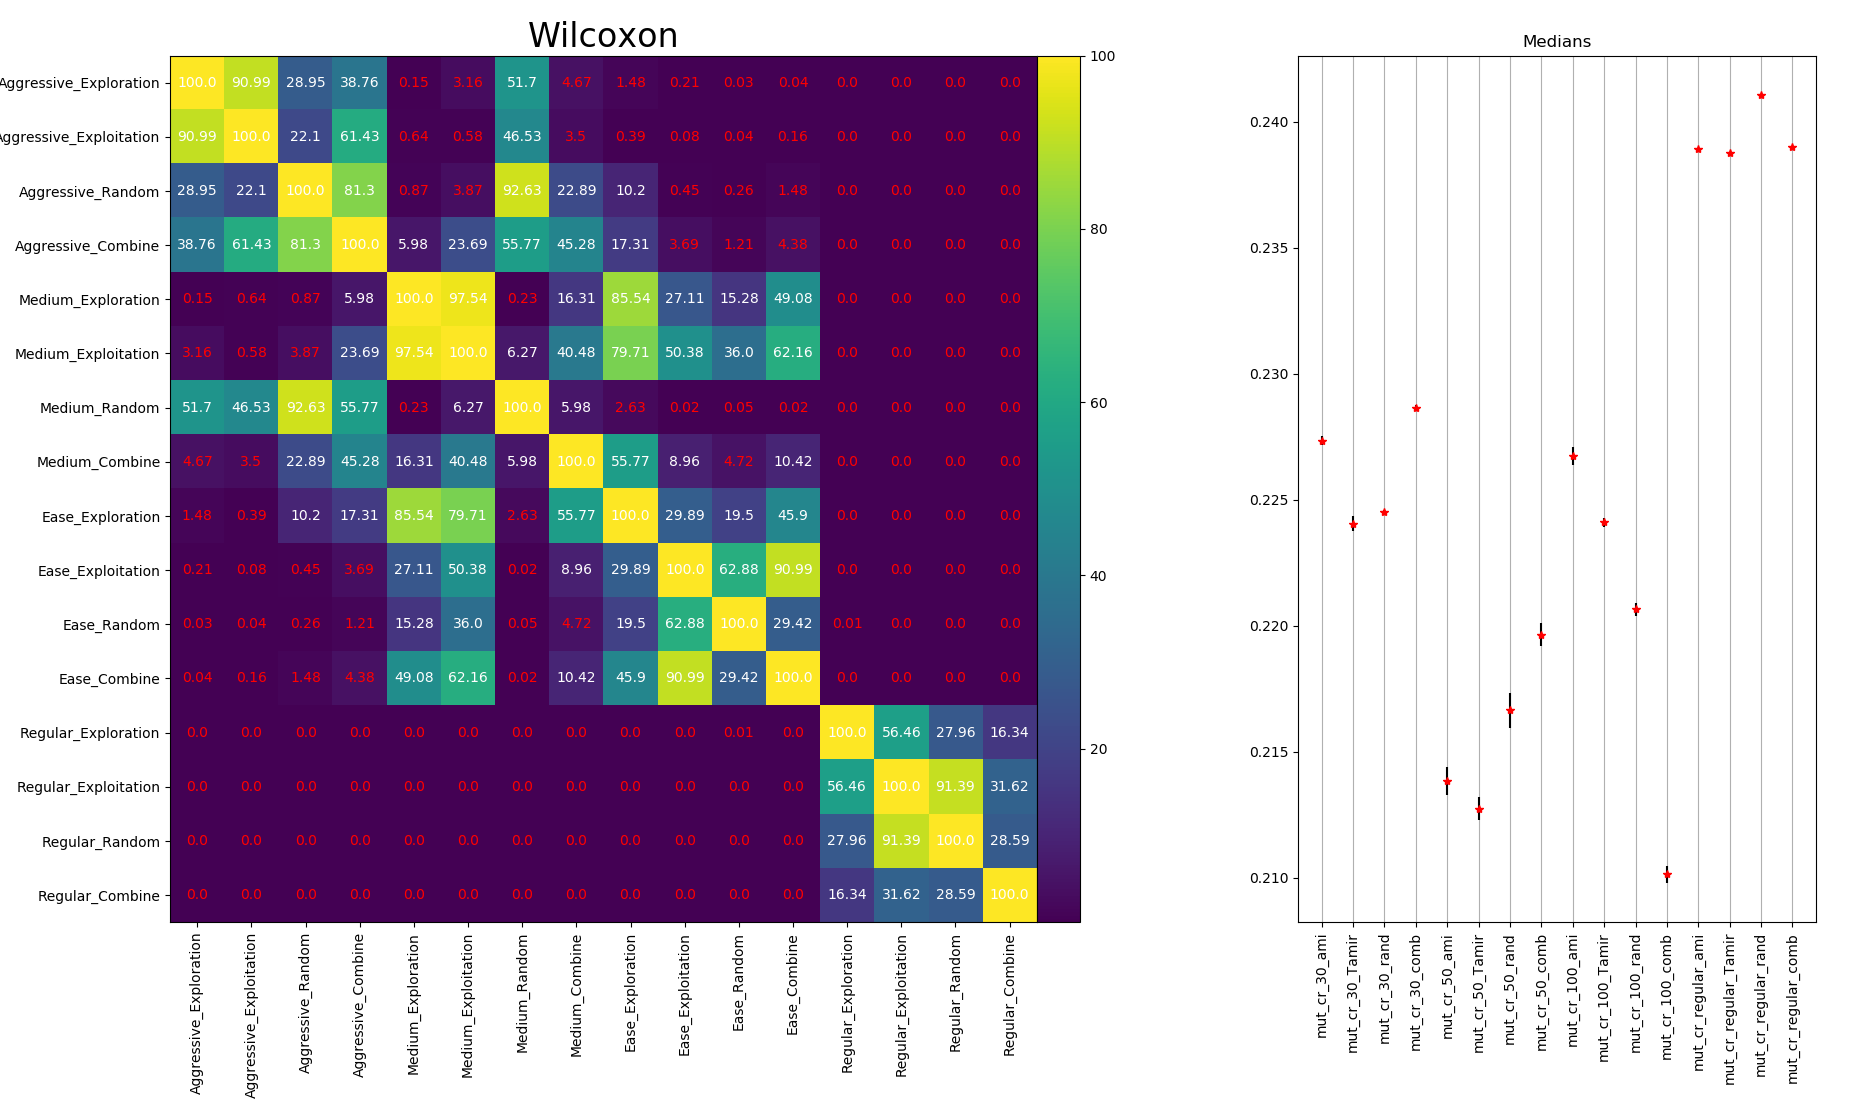 Wilcoxon
Aggressive_Exploration 100.0 90.99 28.95 38.76 0.15 3.16 51.7 4.67 1.48 0.21 0.03 0.04 0.0 0.0 0.0 0.0
Aggressive_Exploitation 90.99 100.0 22.1 61.43 0.64 0.58 46.53 3.5 0.39 0.08 0.04 0.16 0.0 0.0 0.0 0.0
Aggressive_Random 28.95 22.1 100.0 81.3 0.87 3.87 92.63 22.89 10.2 0.45 0.26 1.48 0.0 0.0 0.0 0.0
Aggressive_Combine 38.76 61.43 81.3 100.0 5.98 23.69 55.77 45.28 17.31 3.69 1.21 4.38 0.0 0.0 0.0 0.0
Medium_Exploration 0.15 0.64 0.87 5.98 100.0 97.54 0.23 16.31 85.54 27.11 15.28 49.08 0.0 0.0 0.0 0.0
Medium_Exploitation 3.16 0.58 3.87 23.69 97.54 100.0 6.27 40.48 79.71 50.38 36.0 62.16 0.0 0.0 0.0 0.0
Medium_Random 51.7 46.53 92.63 55.77 0.23 6.27 100.0 5.98 2.63 0.02 0.05 0.02 0.0 0.0 0.0 0.0
Medium_Combine 4.67 3.5 22.89 45.28 16.31 40.48 5.98 100.0 55.77 8.96 4.72 10.42 0.0 0.0 0.0 0.0
Ease_Exploration 1.48 0.39 10.2 17.31 85.54 79.71 2.63 55.77 100.0 29.89 19.5 45.9 0.0 0.0 0.0 0.0
Ease_Exploitation 0.21 0.08 0.45 3.69 27.11 50.38 0.02 8.96 29.89 100.0 62.88 90.99 0.0 0.0 0.0 0.0
Ease_Random 0.03 0.04 0.26 1.21 15.28 36.0 0.05 4.72 19.5 62.88 100.0 29.42 0.01 0.0 0.0 0.0
Ease_Combine 0.04 0.16 1.48 4.38 49.08 62.16 0.02 10.42 45.9 90.99 29.42 100.0 0.0 0.0 0.0 0.0
Regular_Exploration 0.0 0.0 0.0 0.0 0.0 0.0 0.0 0.0 0.0 0.0 0.01 0.0 100.0 56.46 27.96 16.34
Regular_Exploitation 0.0 0.0 0.0 0.0 0.0 0.0 0.0 0.0 0.0 0.0 0.0 0.0 56.46 100.0 91.39 31.62
Regular_Random 0.0 0.0 0.0 0.0 0.0 0.0 0.0 0.0 0.0 0.0 0.0 0.0 27.96 91.39 100.0 28.59
Regular_Combine 0.0 0.0 0.0 0.0 0.0 0.0 0.0 0.0 0.0 0.0 0.0 0.0 16.34 31.62 28.59 100.0
Aggressive_Exploration
Aggressive_Exploitation
Aggressive_Random
Aggressive_Combine
Medium_Exploration
Medium_Exploitation
Medium_Random
Medium_Combine
Ease_Exploration
Ease_Exploitation
Ease_Random
Ease_Combine
Regular_Exploration
Regular_Exploitation
Regular_Random
Regular_Combine
100
80
60
40
20
Medians
0.240
0.235
0.230
0.225
0.220
0.215
0.210
mut_cr_30_ami
mut_cr_30_Tamir
mut_cr_30_rand
mut_cr_30_comb
mut_cr_50_ami
mut_cr_50_Tamir
mut_cr_50_rand
mut_cr_50_comb
mut_cr_100_ami
mut_cr_100_Tamir
mut_cr_100_rand
mut_cr_100_comb
mut_cr_regular_ami
mut_cr_regular_Tamir
mut_cr_regular_rand
mut_cr_regular_comb